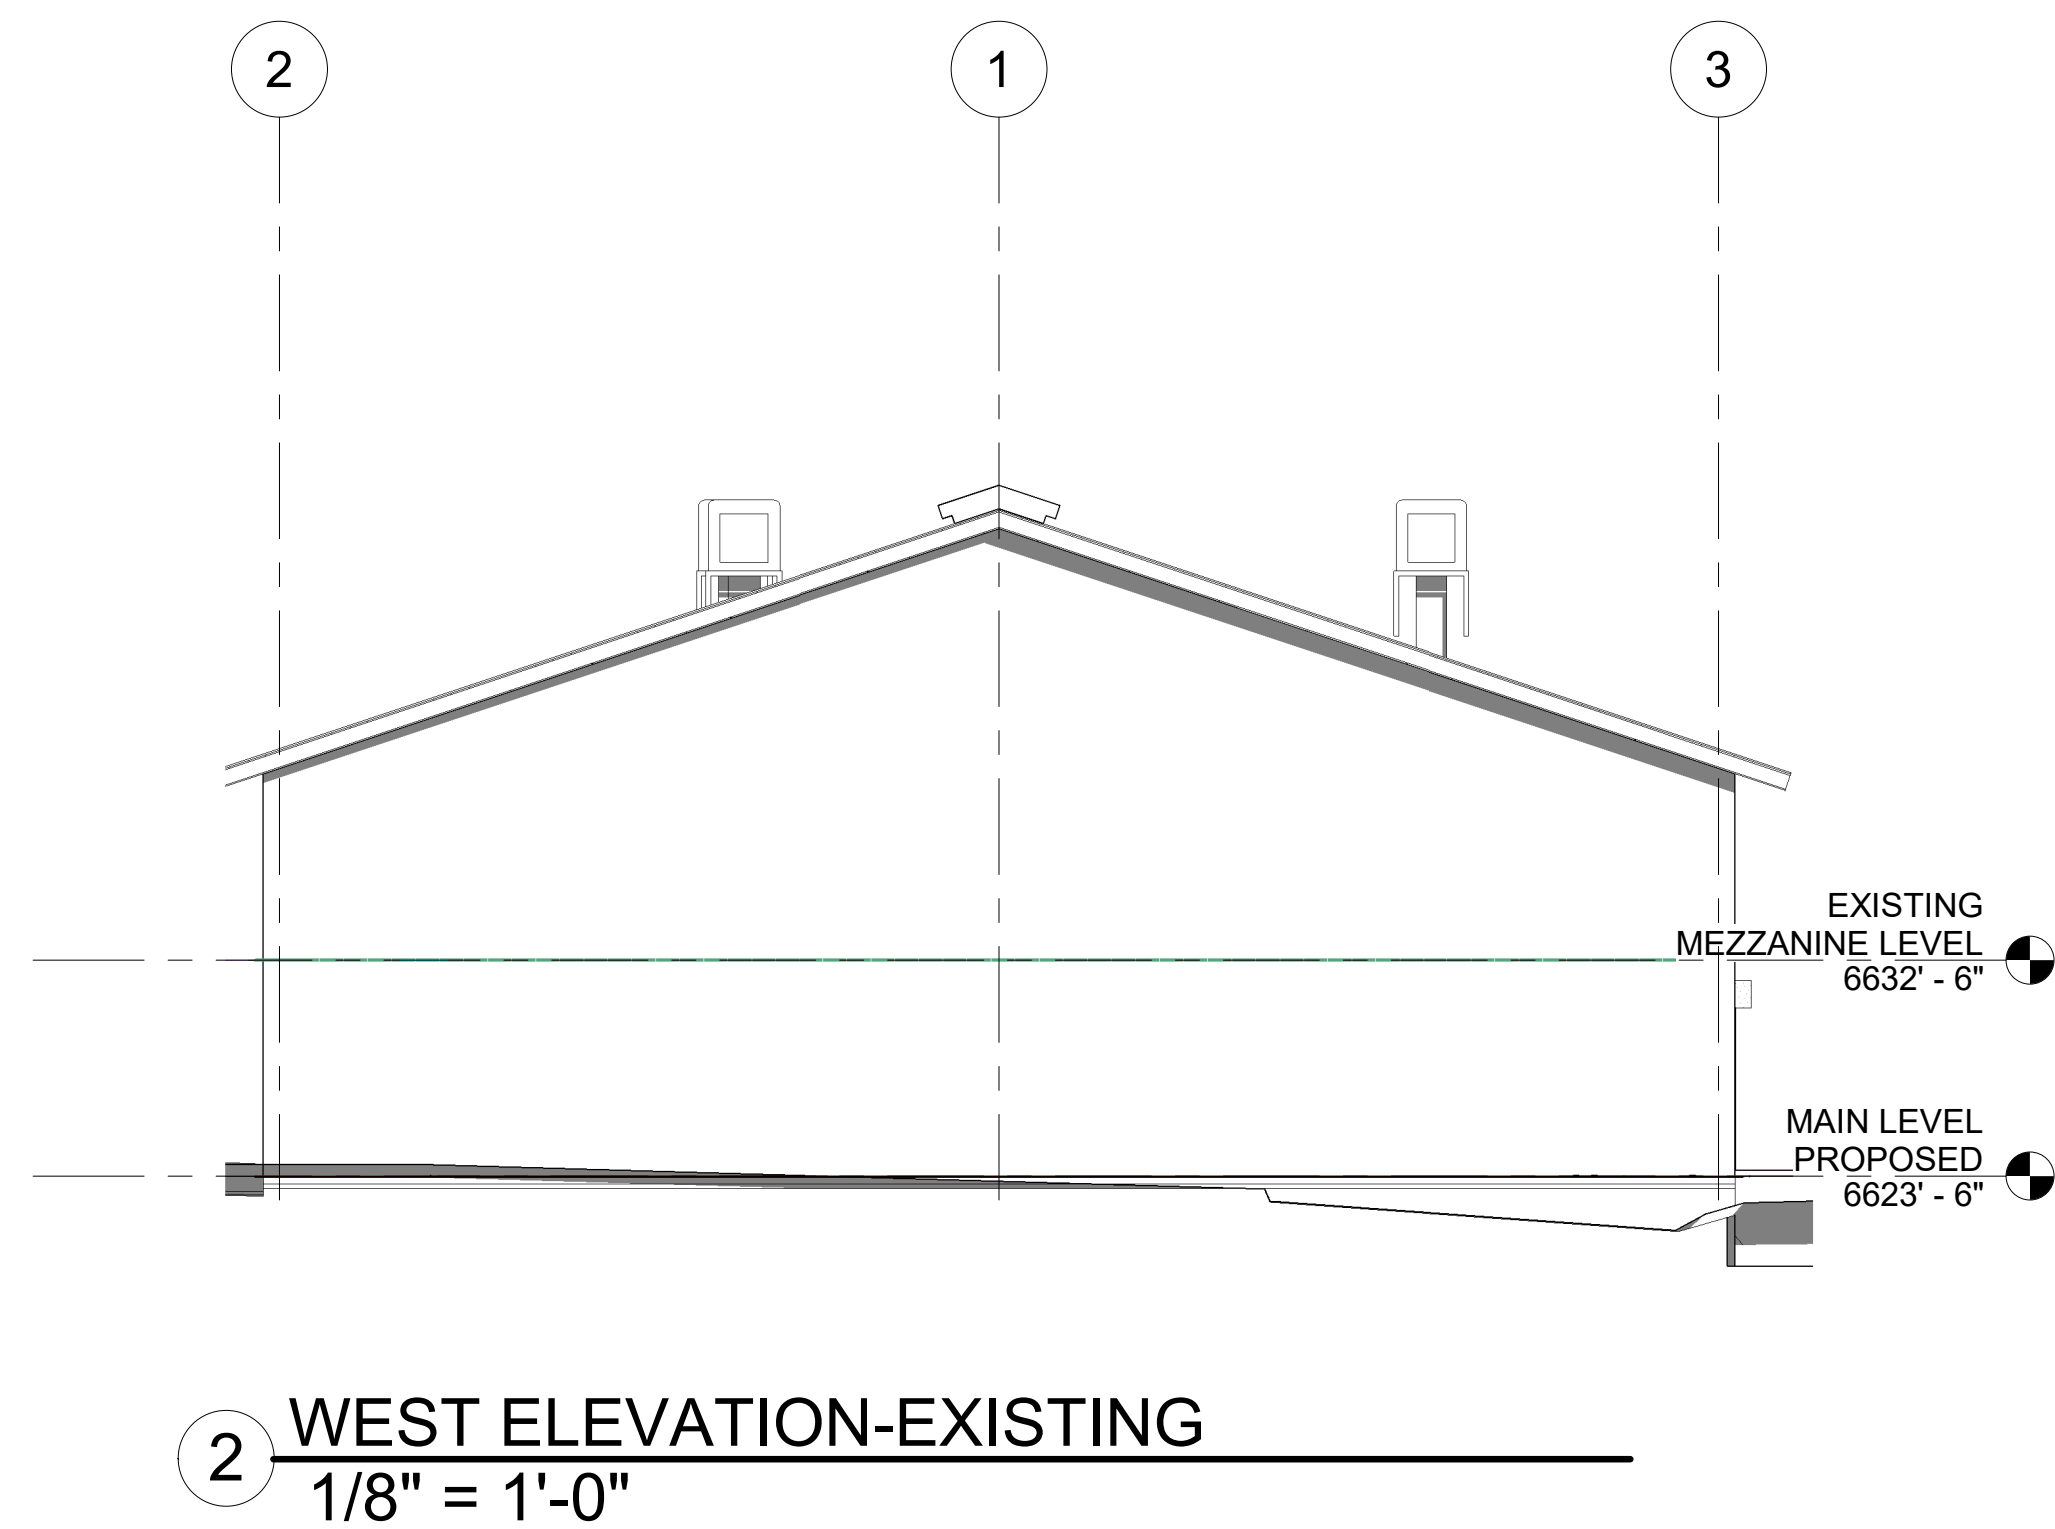 2
1
3
EXISTING
MEZZANINE LEVEL
6632' - 6"
MAIN LEVEL
PROPOSED
6623' - 6"
2
WEST ELEVATION-EXISTING
1/8" = 1'-0"